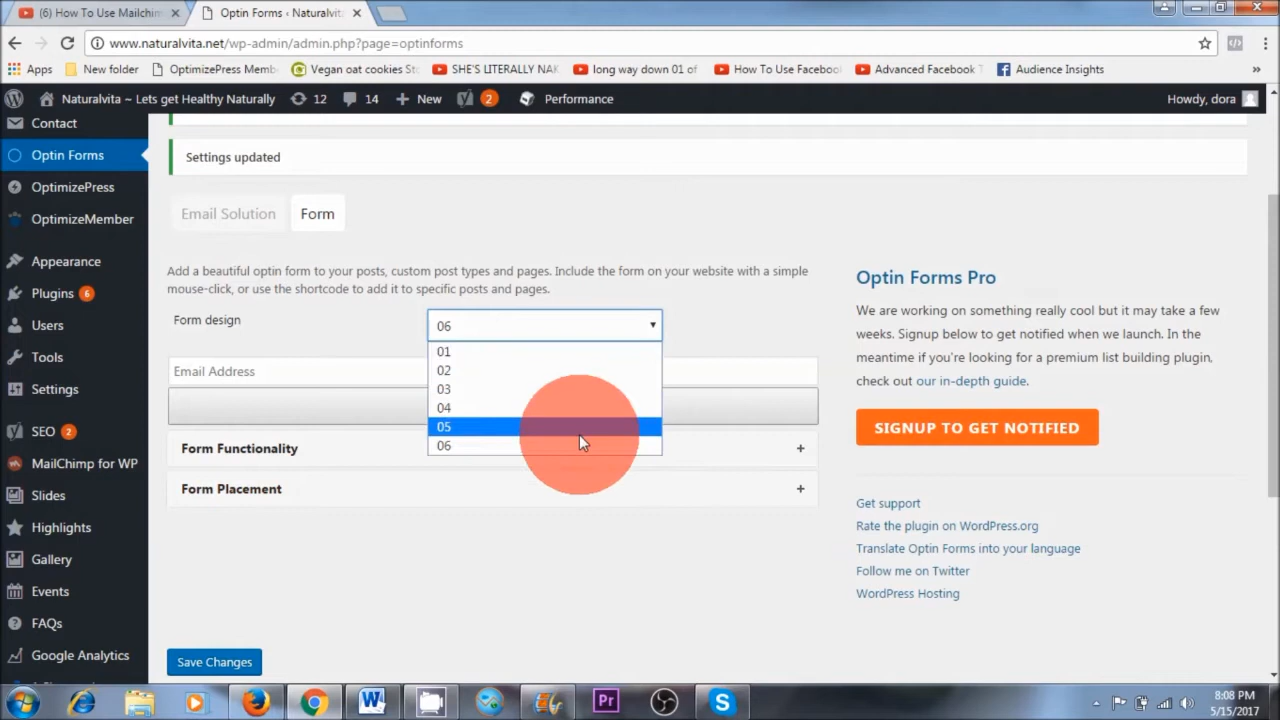 (6) How To Use Mailchim
Optin Forms ‹ Naturalvit
www.naturalvita.net/wp-admin/admin.php?page=optinforms
Apps
New folder
OptimizePress Memb
Vegan oat cookies St
SHE'S LITERALLY NAK
long way down 01 of
How To Use Facebook
Advanced Facebook T
Audience Insights
»
Naturalvita ~ Lets get Healthy Naturally
12
14
New
2
Performance
Howdy, dora
Contact
Optin Forms
OptimizePress
OptimizeMember
Appearance
Plugins 6
Users
Tools
Settings
SEO 2
MailChimp for WP
Slides
Highlights
Gallery
Events
FAQs
Google Analytics
Settings updated
Email Solution
Form
Add a beautiful optin form to your posts, custom post types and pages. Include the form on your website with a simple
mouse-click, or use the shortcode to add it to specific posts and pages.
Form design
06
01
02
03
04
05
06
Email Address
Form Functionality +
Form Placement +
Save Changes
Optin Forms Pro
We are working on something really cool but it may take a few
weeks. Signup below to get notified when we launch. In the
meantime if you're looking for a premium list building plugin,
check out our in-depth guide.
SIGNUP TO GET NOTIFIED
Get support
Rate the plugin on WordPress.org
Translate Optin Forms into your language
Follow me on Twitter
WordPress Hosting
W
Pr
S
8:08 PM
5/15/2017